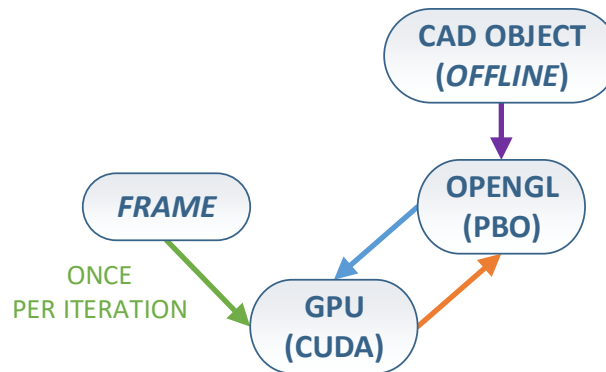 CAD OBJECT
(OFFLINE)
OPENGL
(PBO)
FRAME
ONCE
PER ITERATION
GPU
(CUDA)